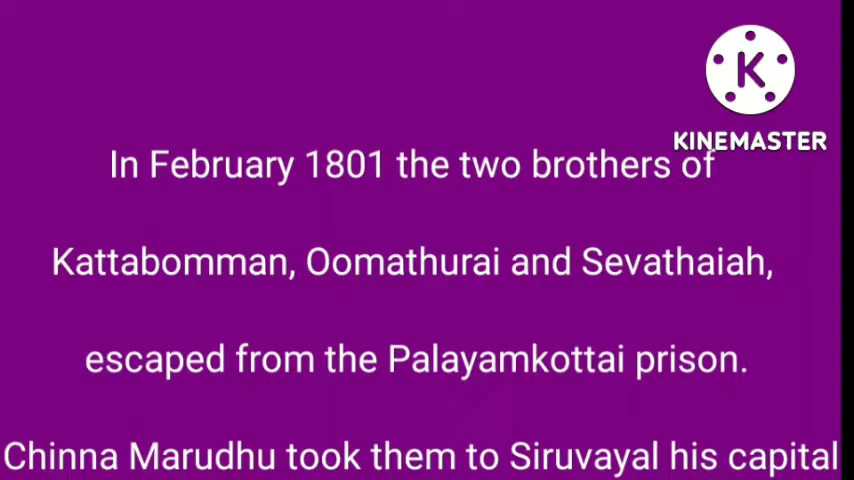 K
KINEMASTER
In February 1801 the two brothers of
Kattabomman, Oomathurai and Sevathaiah,
escaped from the Palayamkottai prison.
Chinna Marudhu took them to Siruvayal his capital